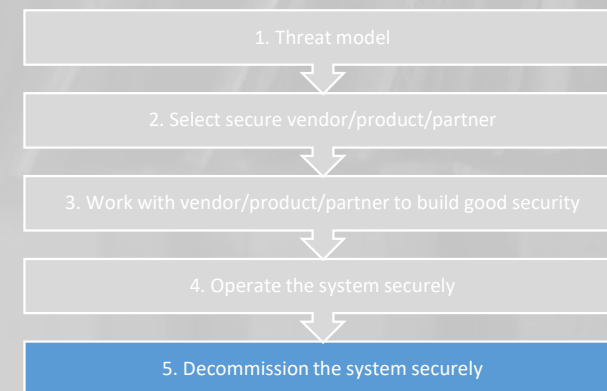 1. Threat model
2. Select secure vendor/product/partner
3. Work with vendor/product/partner to build good security
4. Operate the system securely
5. Decommission the system securely